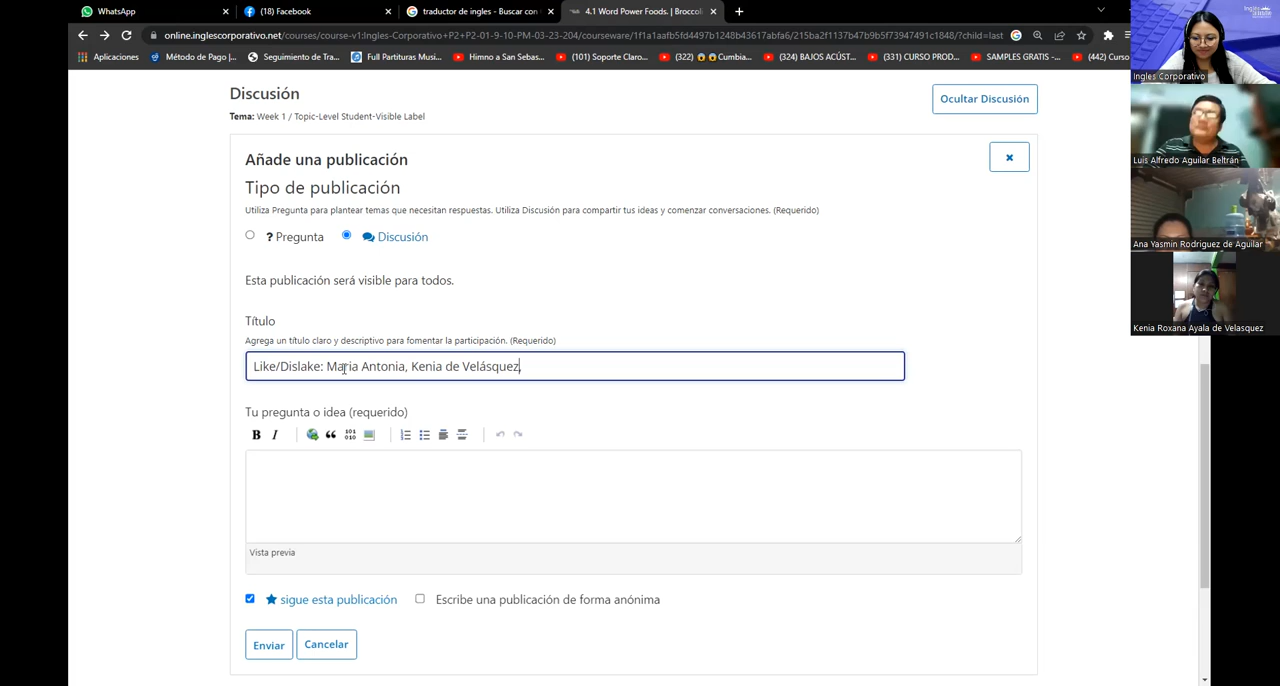 WhatsApp
(18) Facebook
traductor de ingles - Buscar con
4.1 Word Power Foods. | Broccol
online.inglescorporativo.net/courses/course-v1:Ingles-Corporativo+P2+P2-01-9-10-PM-03-23-204/courseware/1f1a1aafb5fd4497b1248b43617abfa6/215ba2f1137b47b9b5f73947491c1848/?child=last
Aplicaciones
Método de Pago |...
Seguimiento de Tra...
Full Partituras Musi...
Himno a San Sebas...
(101) Soporte Claro...
(322) 😱😱Cumbia...
(324) BAJOS ACÚST...
(331) CURSO PROD...
SAMPLES GRATIS -...
(442) Curso
Discusión
Ocultar Discusión
Tema: Week 1 / Topic-Level Student-Visible Label
Añade una publicación
Tipo de publicación
Utiliza Pregunta para plantear temas que necesitan respuestas. Utiliza Discusión para compartir tus ideas y comenzar conversaciones. (Requerido)
? Pregunta
Discusión
Esta publicación será visible para todos.
Título
Agrega un título claro y descriptivo para fomentar la participación. (Requerido)
Like/Dislake: Maria Antonia, Kenia de Velásquez,
Tu pregunta o idea (requerido)
B I
101
010
Vista previa
sigue esta publicación
Escribe una publicación de forma anónima
Enviar
Cancelar
Ingles Corporativo
Luis Alfredo Aguilar Beltrán
Ana Yasmin Rodriguez de Aguilar
Kenia Roxana Ayala de Velasquez